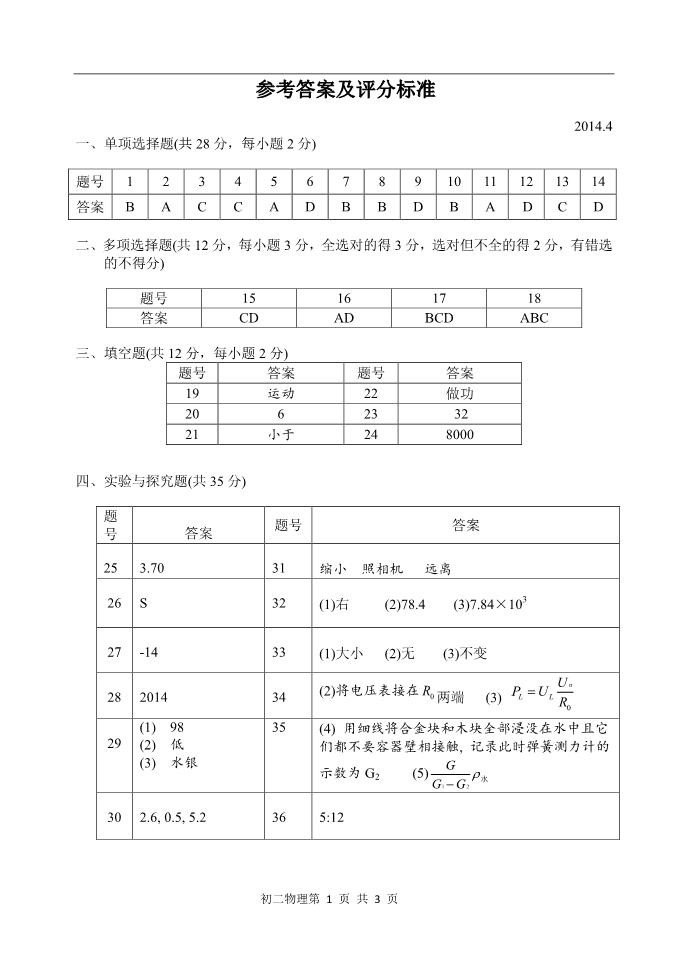 参考答案及评分标准
2014.4
一、单项选择题(共 28 分，每小题 2 分)
题号 1 2 3 4 5 6 7 8 9 10 11 12 13 14
答案 B A C C A D B B D B A D C D
二、多项选择题(共 12 分，每小题 3 分，全选对的得 3 分，选对但不全的得 2 分，有错选
的不得分)
题号 15 16 17 18
答案 CD AD BCD ABC
三、填空题(共 12 分，每小题 2 分)
题号 答案 题号 答案
19 运动 22 做功
20 6 23 32
21 小于 24 8000
四、实验与探究题(共 35 分)
题号 答案 题号 答案
25 3.70 31 缩小 照相机 远离
26 S 32 (1)右 (2)78.4 (3)7.84×10³
27 -14 33 (1)大小 (2)无 (3)不变
28 2014 34 (2)将电压表接在 R₀ 两端 (3) P_L = U_L U₀/R₀
29 (1) 98 35 (4) 用细线将合金块和木块全部浸没在水中且它
(2) 低 们都不要容器壁相接触, 记录此时弹簧测力计的
(3) 水银 示数为 G₂ (5) G/(G₁－G₂) ρ水
30 2.6, 0.5, 5.2 36 5:12
初二物理第 1 页 共 3 页